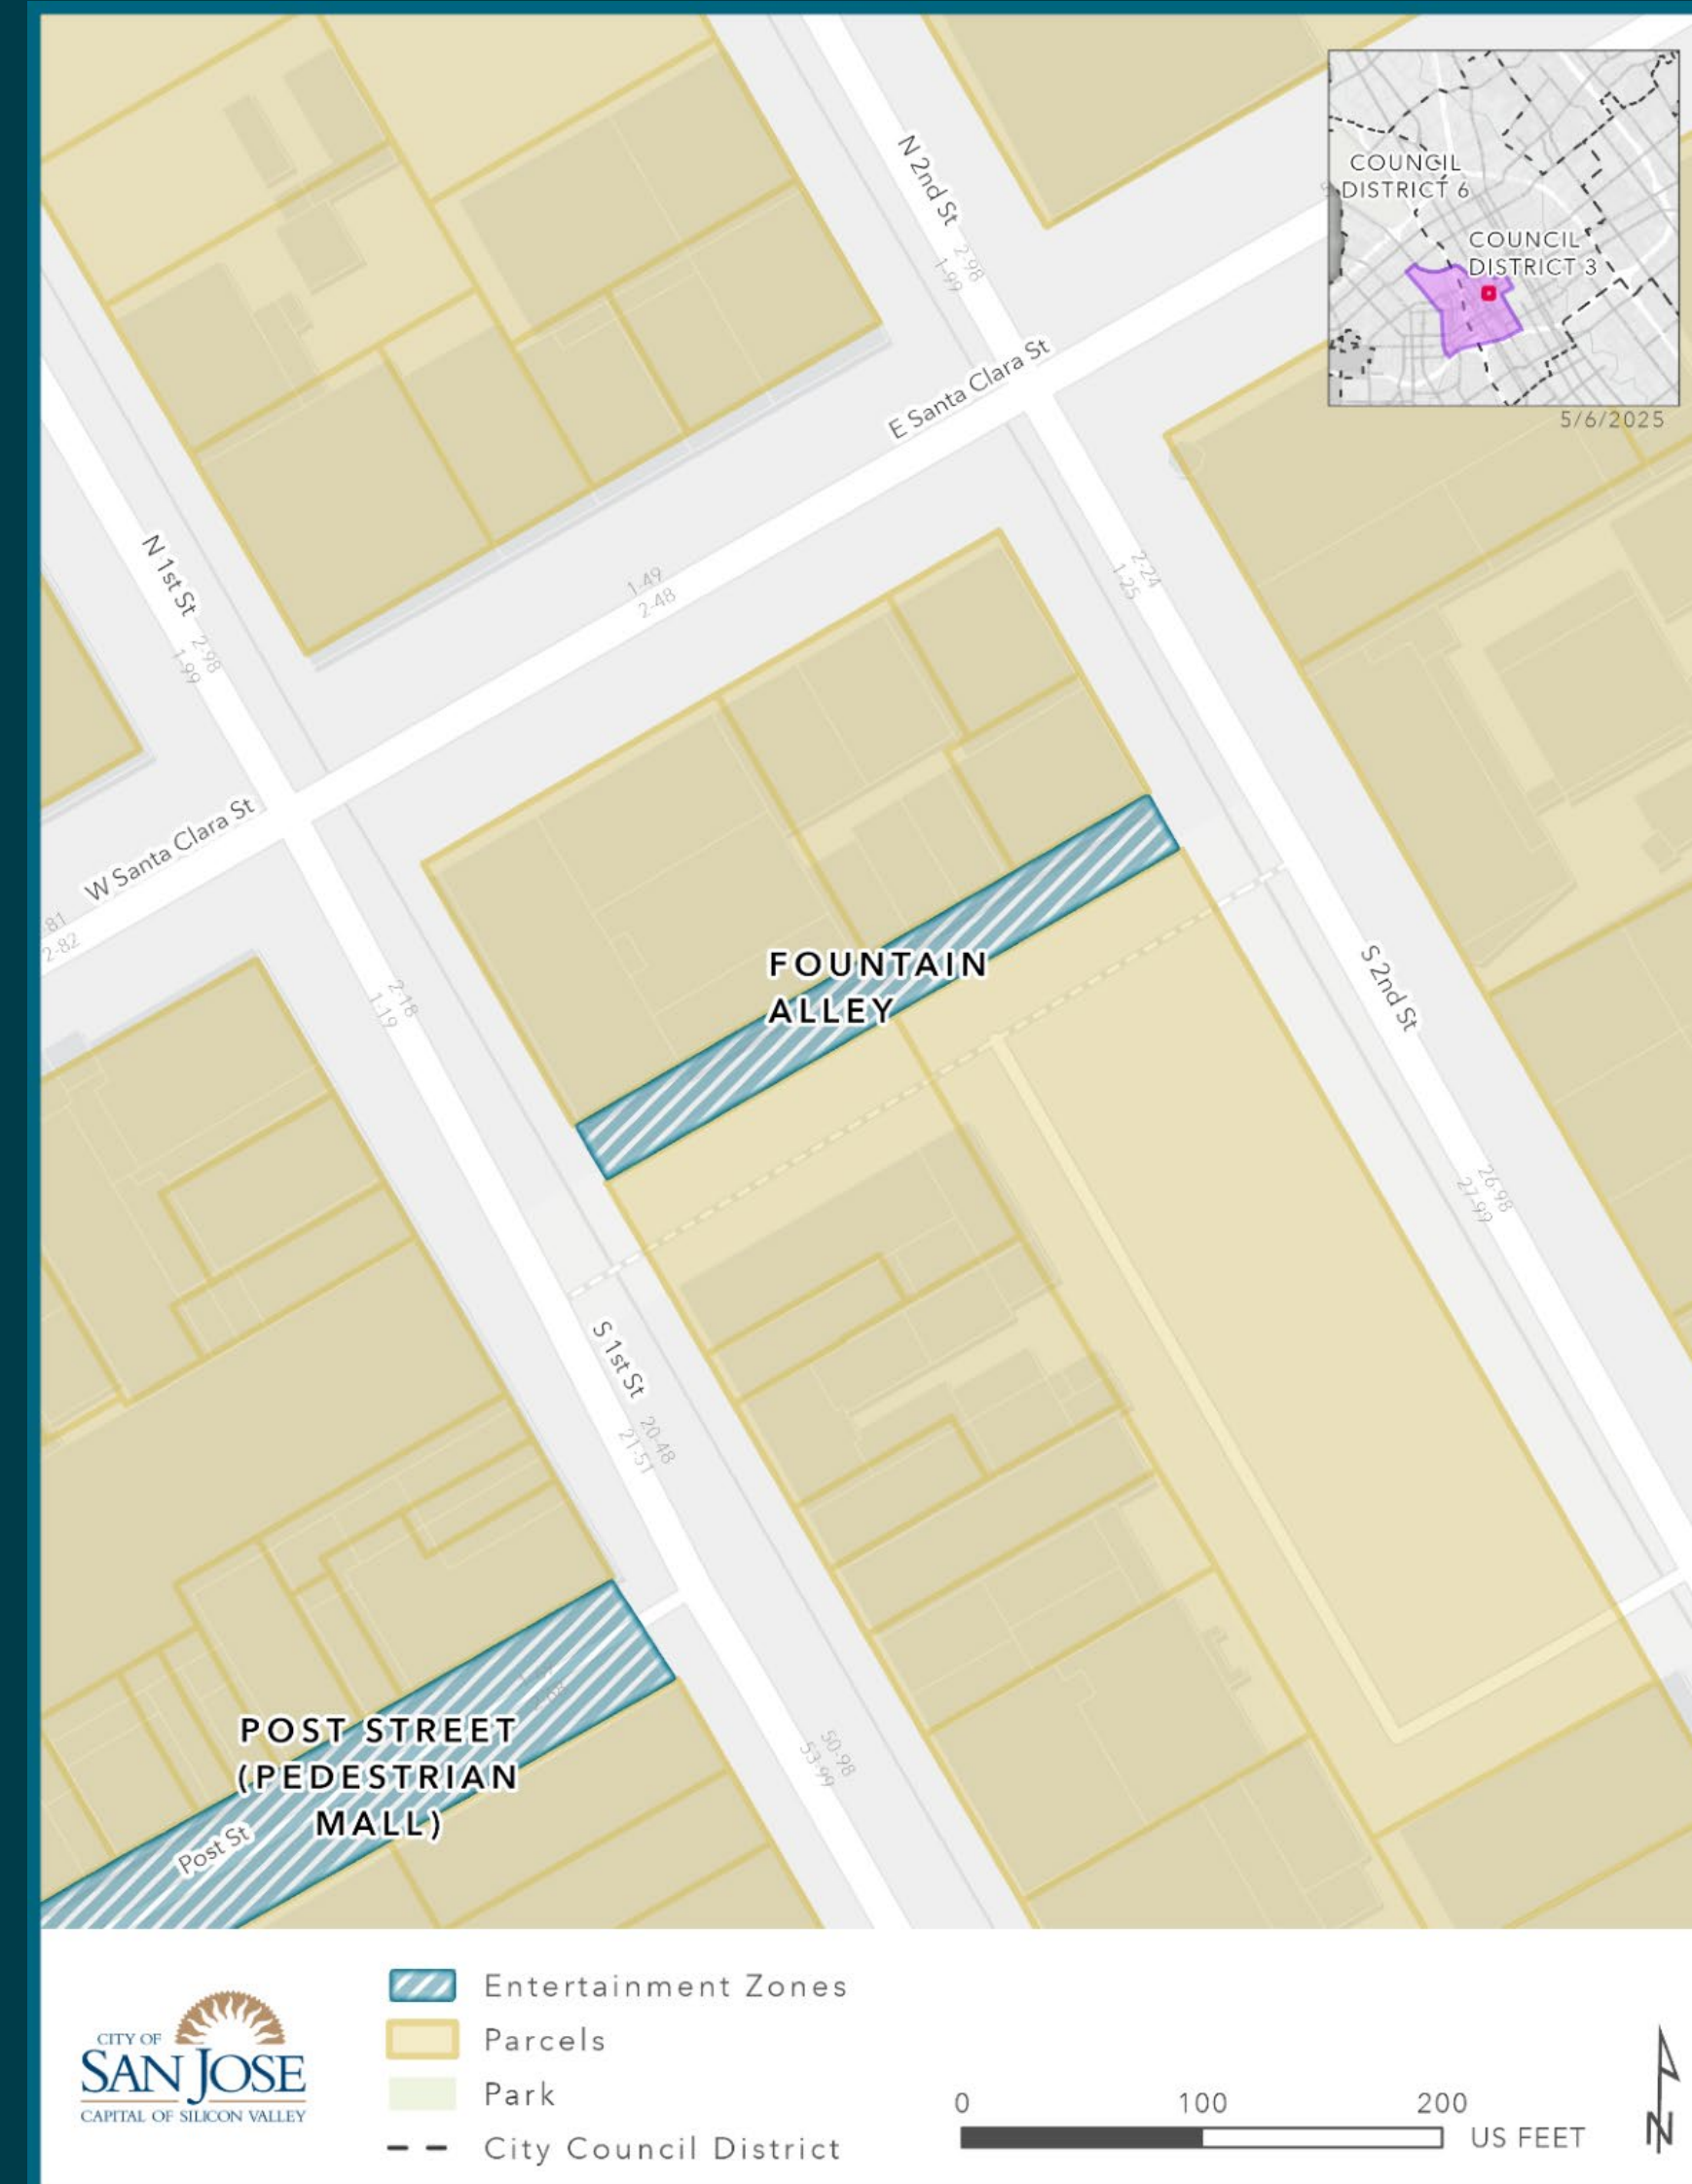 N 2nd St
2-98
1-99
COUNCIL
DISTRICT 6
COUNCIL
DISTRICT 3
5/6/2025
E Santa Clara St
N 1st St
2-98
1-99
1-49
2-48
2-24
1-25
W Santa Clara St
2-82
2-18
1-19
FOUNTAIN
ALLEY
S 2nd St
26-98
27-99
S 1st St
20-48
21-51
POST STREET
(PEDESTRIAN
MALL)
Post St
50-98
53-99
CITY OF
SAN JOSE
CAPITAL OF SILICON VALLEY
Entertainment Zones
Parcels
Park
City Council District
0 100 200
US FEET
N